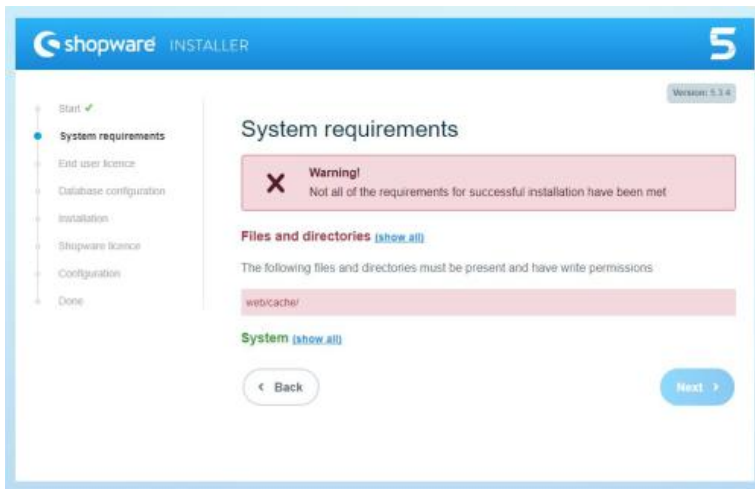 shopware INSTALLER 5
Version: 5.3.4
Start
System requirements
End user licence
Database configuration
Installation
Shopware licence
Configuration
Done
System requirements
Warning!
Not all of the requirements for successful installation have been met
Files and directories (show all)
The following files and directories must be present and have write permissions
web/cache/
System (show all)
Back
Next